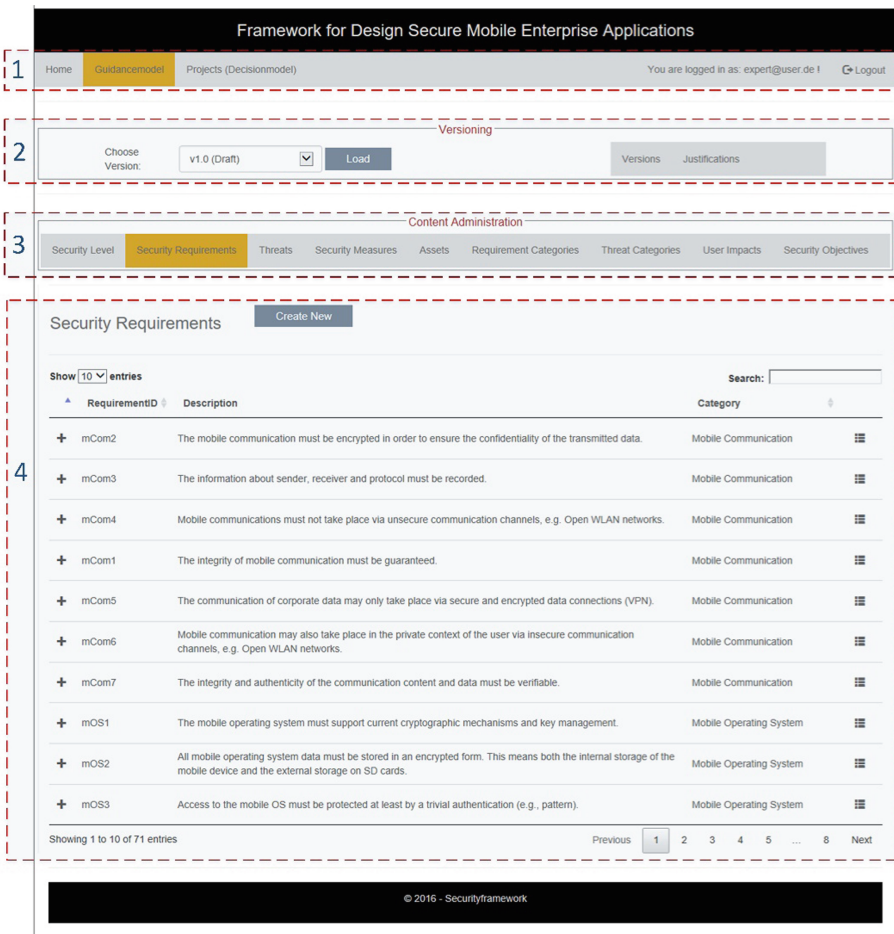 Framework for Design Secure Mobile Enterprise Applications
1
Home Guidancemodel Projects (Decisionmodel) You are logged in as: expert@user.de ! Logout
Versioning
2
Choose
Version:
v1.0 (Draft) Load Versions Justifications
Content Administration
3
Security Level Security Requirements Threats Security Measures Assets Requirement Categories Threat Categories User Impacts Security Objectives
4
Security Requirements Create New
Show 10 entries Search:
RequirementID Description Category
mCom2 The mobile communication must be encrypted in order to ensure the confidentiality of the transmitted data. Mobile Communication
mCom3 The information about sender, receiver and protocol must be recorded. Mobile Communication
mCom4 Mobile communications must not take place via unsecure communication channels, e.g. Open WLAN networks. Mobile Communication
mCom1 The integrity of mobile communication must be guaranteed. Mobile Communication
mCom5 The communication of corporate data may only take place via secure and encrypted data connections (VPN). Mobile Communication
mCom6 Mobile communication may also take place in the private context of the user via insecure communication
channels, e.g. Open WLAN networks. Mobile Communication
mCom7 The integrity and authenticity of the communication content and data must be verifiable. Mobile Communication
mOS1 The mobile operating system must support current cryptographic mechanisms and key management. Mobile Operating System
mOS2 All mobile operating system data must be stored in an encrypted form. This means both the internal storage of the
mobile device and the external storage on SD cards. Mobile Operating System
mOS3 Access to the mobile OS must be protected at least by a trivial authentication (e.g., pattern). Mobile Operating System
Showing 1 to 10 of 71 entries Previous 1 2 3 4 5 ... 8 Next
© 2016 - Securityframework